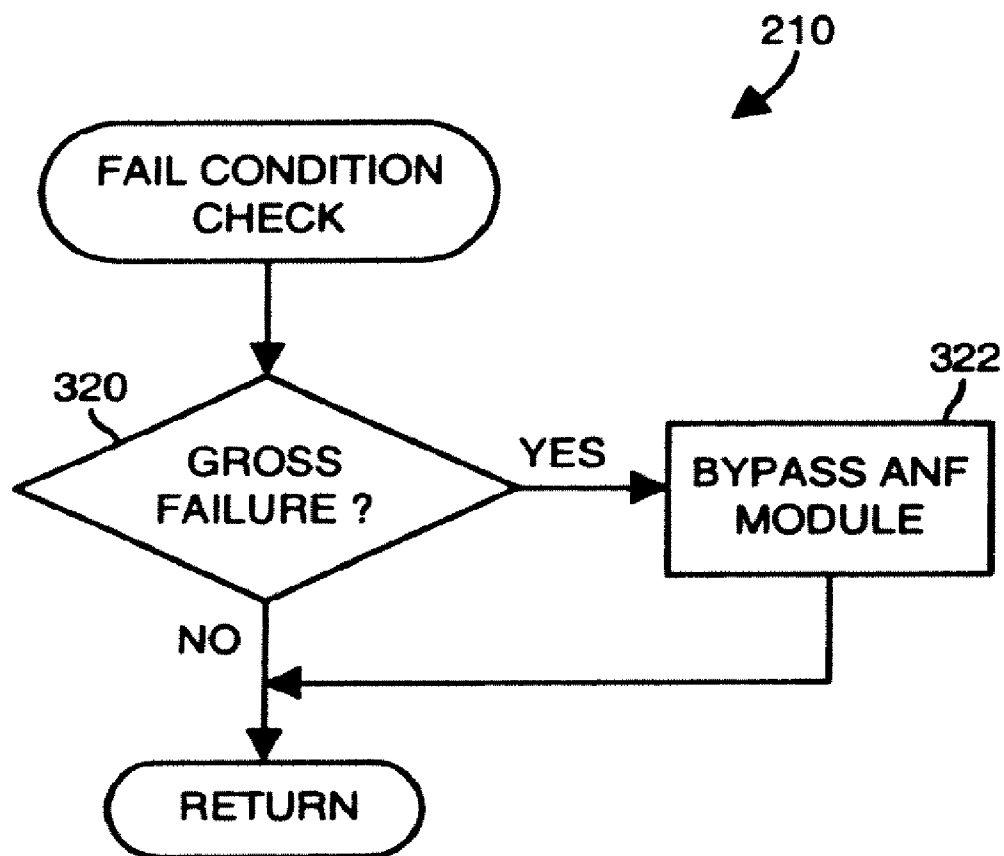 210
FAIL CONDITION
CHECK
320
GROSS
FAILURE ?
YES
322
BYPASS ANF
MODULE
NO
RETURN